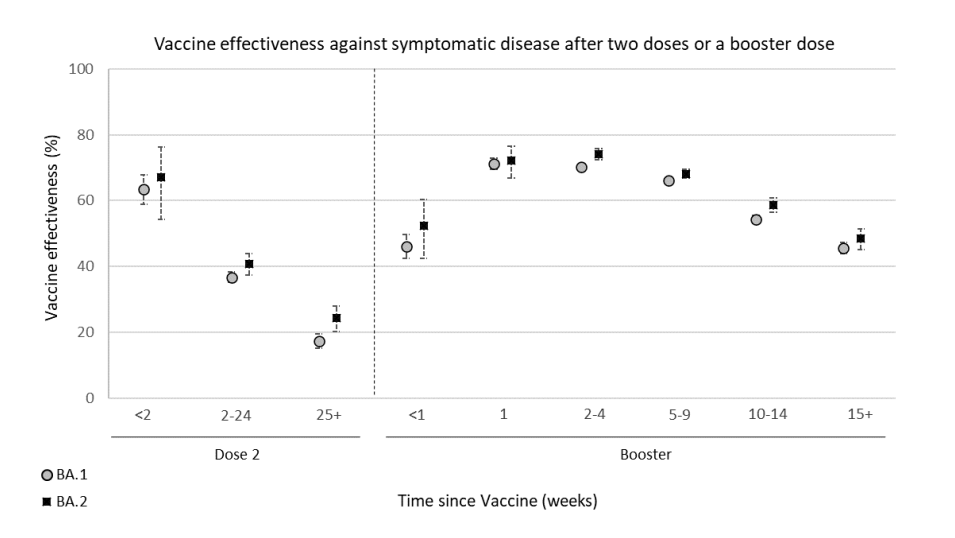 Vaccine effectiveness against symptomatic disease after two doses or a booster dose
Vaccine effectiveness (%)
100
80
60
40
20
0
<2 2-24 25+ <1 1 2-4 5-9 10-14 15+
Dose 2 Booster
BA.1
BA.2
Time since Vaccine (weeks)